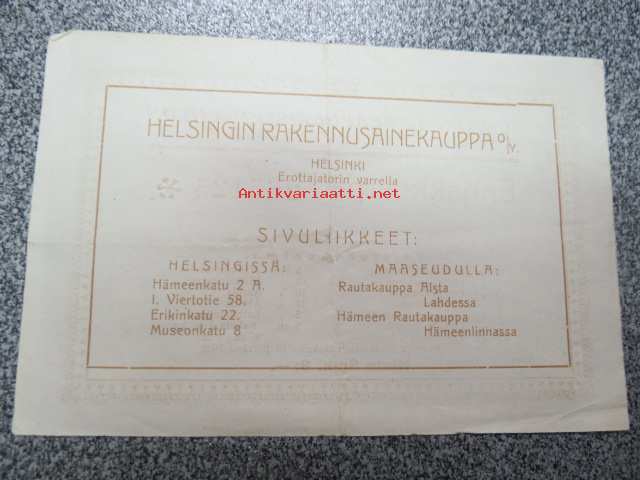 HELSINGIN RAKENNUSAINEKAUPPA O/Y.
HELSINKI
Erottajatorin varrella
Antikvariaatti.net
SIVULIIKKEET:
HELSINGISSÄ:
Hämeenkatu 2 A.
I. Viertotie 58.
Erikinkatu 22.
Museonkatu 8
MAASEUDULLA:
Rautakauppa Alsta
Lahdessa
Hämeen Rautakauppa
Hämeenlinnassa